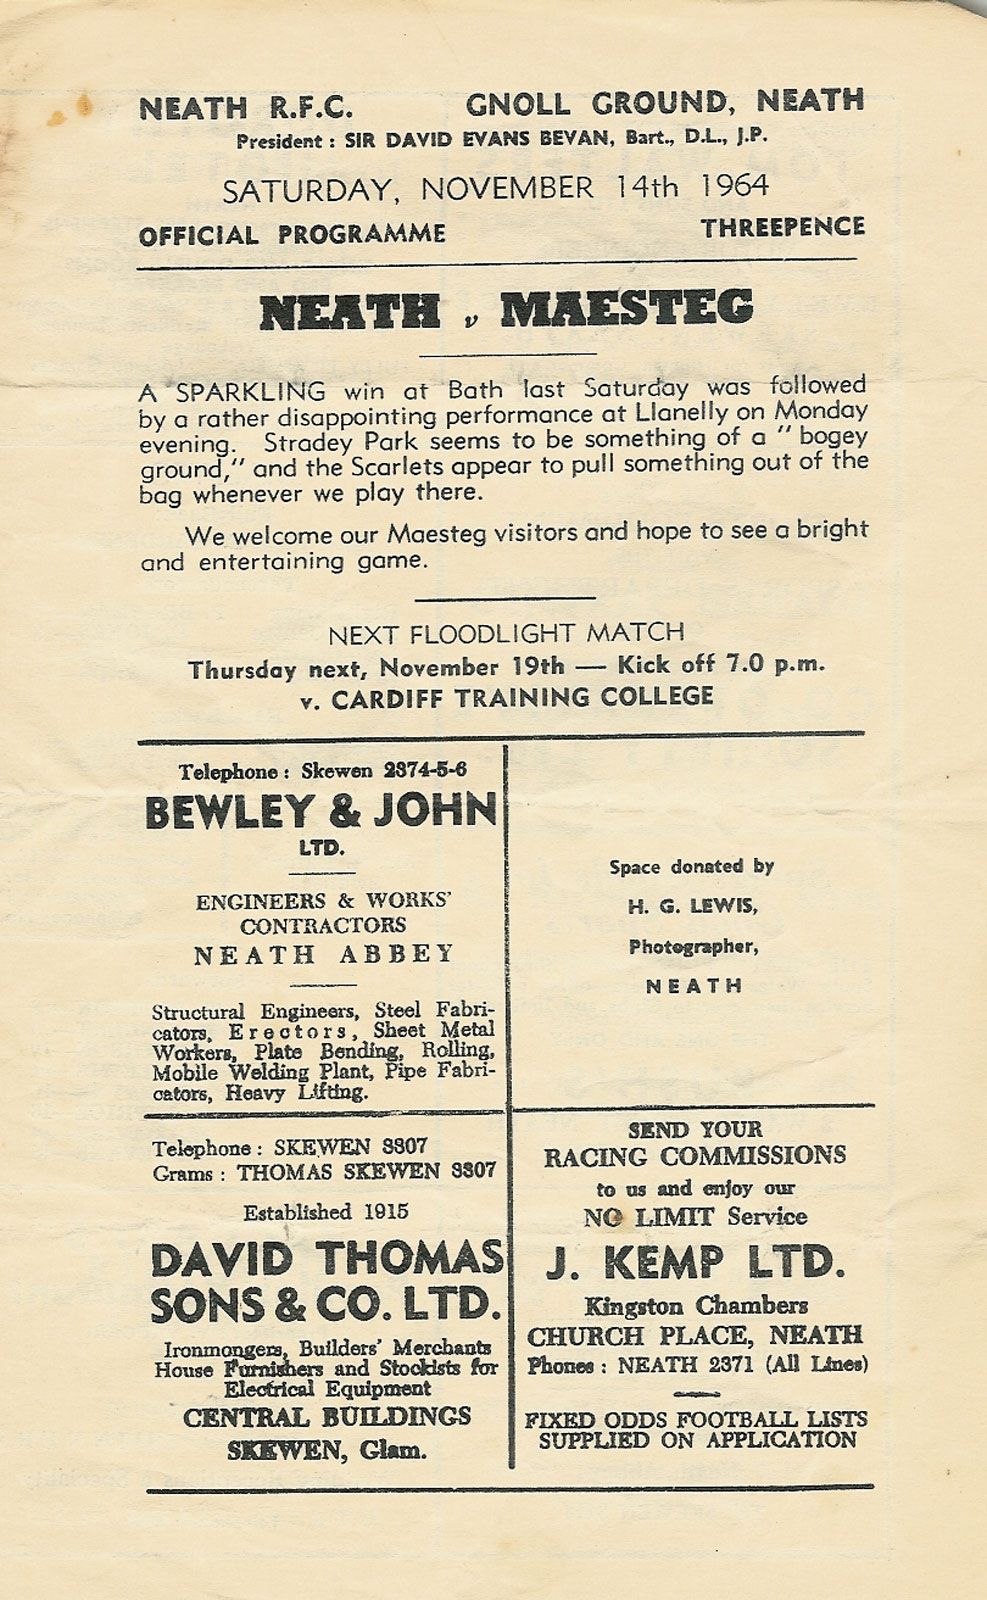 NEATH R.F.C. GNOLL GROUND, NEATH
President : SIR DAVID EVANS BEVAN, Bart., D.L., J.P.
SATURDAY, NOVEMBER 14th 1964
OFFICIAL PROGRAMME THREEPENCE
NEATH v MAESTEG
A SPARKLING win at Bath last Saturday was followed
by a rather disappointing performance at Llanelly on Monday
evening. Stradey Park seems to be something of a " bogey
ground," and the Scarlets appear to pull something out of the
bag whenever we play there.
We welcome our Maesteg visitors and hope to see a bright
and entertaining game.
NEXT FLOODLIGHT MATCH
Thursday next, November 19th — Kick off 7.0 p.m.
v. CARDIFF TRAINING COLLEGE
Telephone : Skewen 2374-5-6
BEWLEY & JOHN
LTD.
ENGINEERS & WORKS'
CONTRACTORS
NEATH ABBEY
Structural Engineers, Steel Fabri-
cators, Erectors, Sheet Metal
Workers, Plate Bending, Rolling,
Mobile Welding Plant, Pipe Fabri-
cators, Heavy Lifting.
Space donated by
H. G. LEWIS,
Photographer,
NEATH
Telephone : SKEWEN 3307
Grams : THOMAS SKEWEN 3307
Established 1915
DAVID THOMAS
SONS & CO. LTD.
Ironmongers, Builders' Merchants
House Furnishers and Stockists for
Electrical Equipment
CENTRAL BUILDINGS
SKEWEN, Glam.
SEND YOUR
RACING COMMISSIONS
to us and enjoy our
NO LIMIT Service
J. KEMP LTD.
Kingston Chambers
CHURCH PLACE, NEATH
Phones : NEATH 2371 (All Lines)
FIXED ODDS FOOTBALL LISTS
SUPPLIED ON APPLICATION